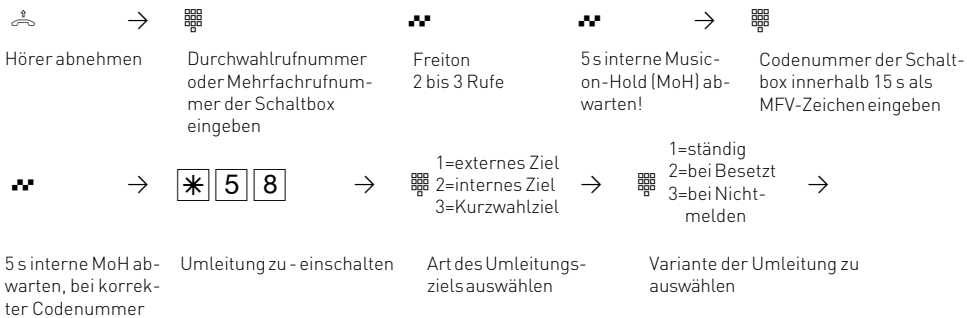 Hörer abnehmen
Durchwahlrufnummer
oder Mehrfachrufnum-
mer der Schaltbox
eingeben
Freiton
2 bis 3 Rufe
5 s interne Music-
on-Hold (MoH) ab-
warten!
Codenummer der Schalt-
box innerhalb 15 s als
MFV-Zeichen eingeben
* 5 8
1=externes Ziel
2=internes Ziel
3=Kurzwahlziel
1=ständig
2=bei Besetzt
3=bei Nicht-
melden
5 s interne MoH ab-
warten, bei korrek-
ter Codenummer
Umleitung zu - einschalten
Art des Umleitungs-
ziels auswählen
Variante der Umleitung zu
auswählen